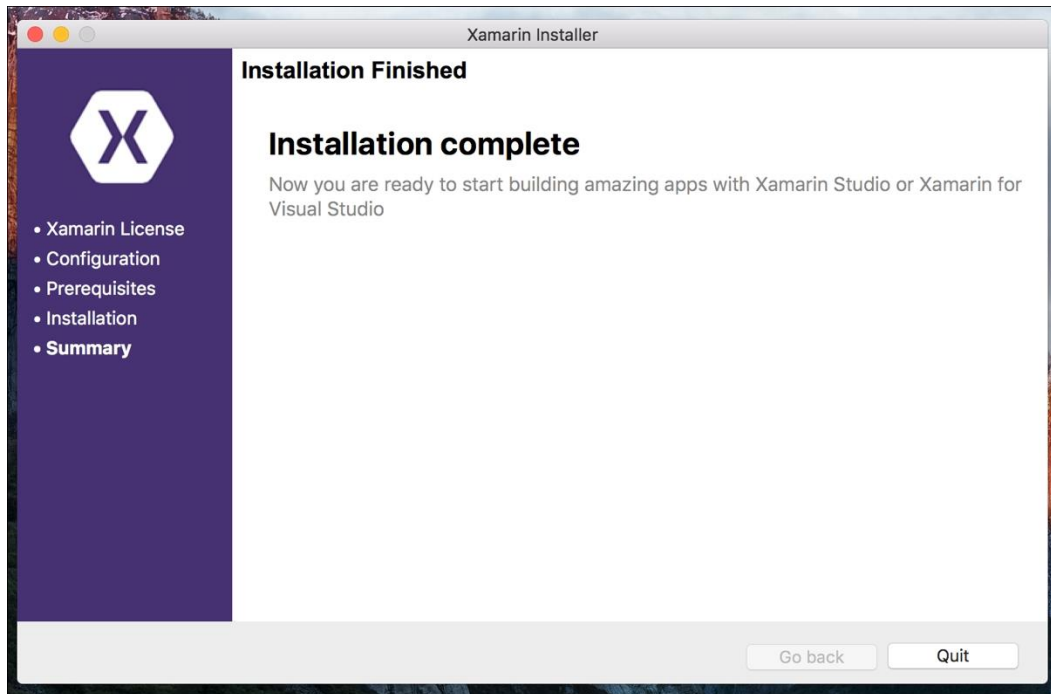 Xamarin Installer
Installation Finished
Installation complete
Now you are ready to start building amazing apps with Xamarin Studio or Xamarin for
Visual Studio
X
• Xamarin License
• Configuration
• Prerequisites
• Installation
• Summary
Go back
Quit